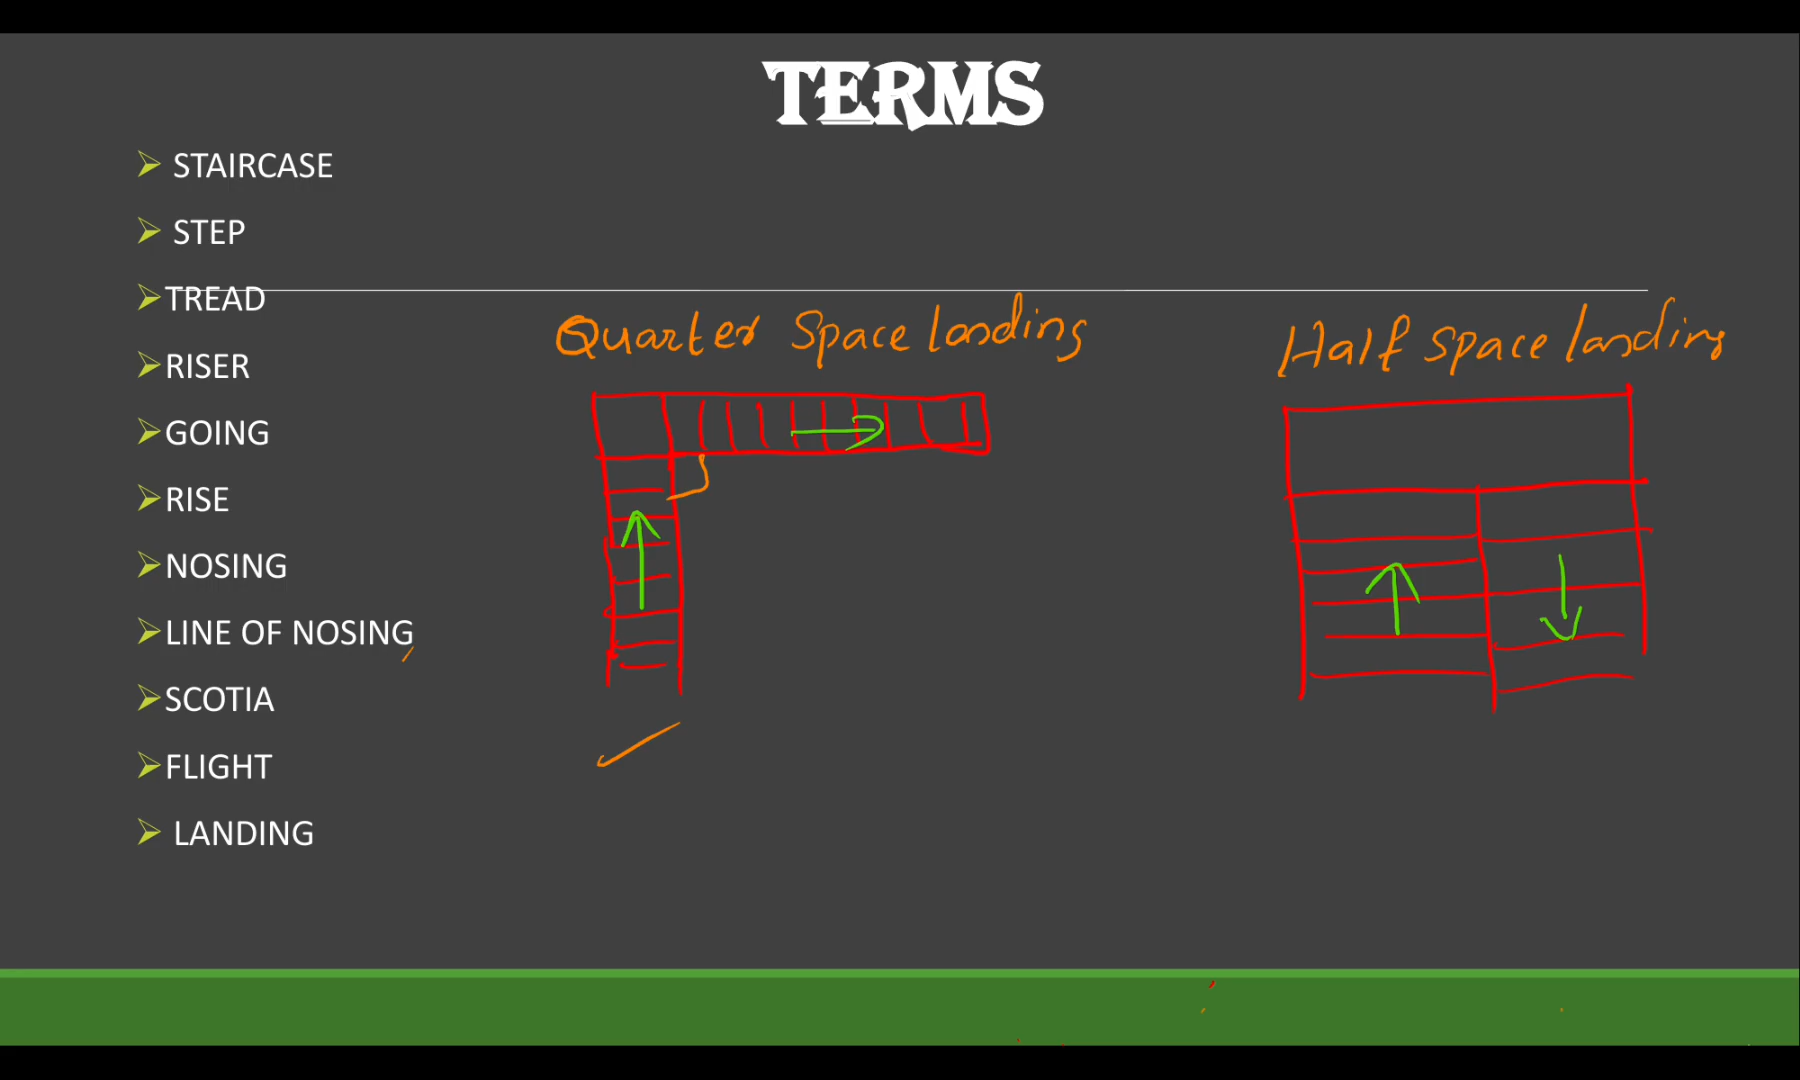 TERMS
STAIRCASE
STEP
TREAD
RISER
GOING
RISE
NOSING
LINE OF NOSING
SCOTIA
FLIGHT
LANDING
Quarter Space landing
Half space landing